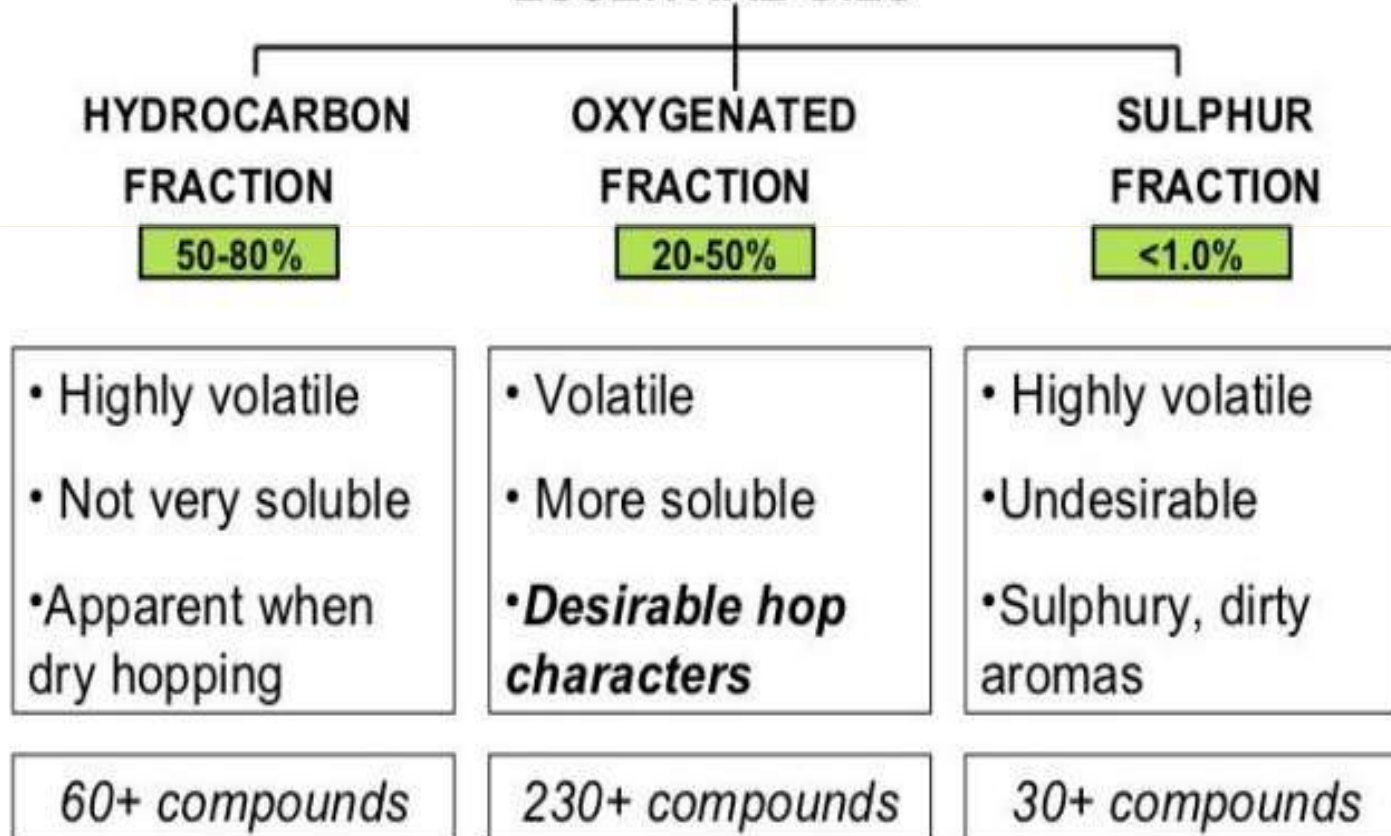 HYDROCARBON
FRACTION
50-80%
OXYGENATED
FRACTION
20-50%
SULPHUR
FRACTION
<1.0%
• Highly volatile
• Not very soluble
•Apparent when
dry hopping
• Volatile
• More soluble
•Desirable hop
characters
• Highly volatile
•Undesirable
•Sulphury, dirty
aromas
60+ compounds
230+ compounds
30+ compounds